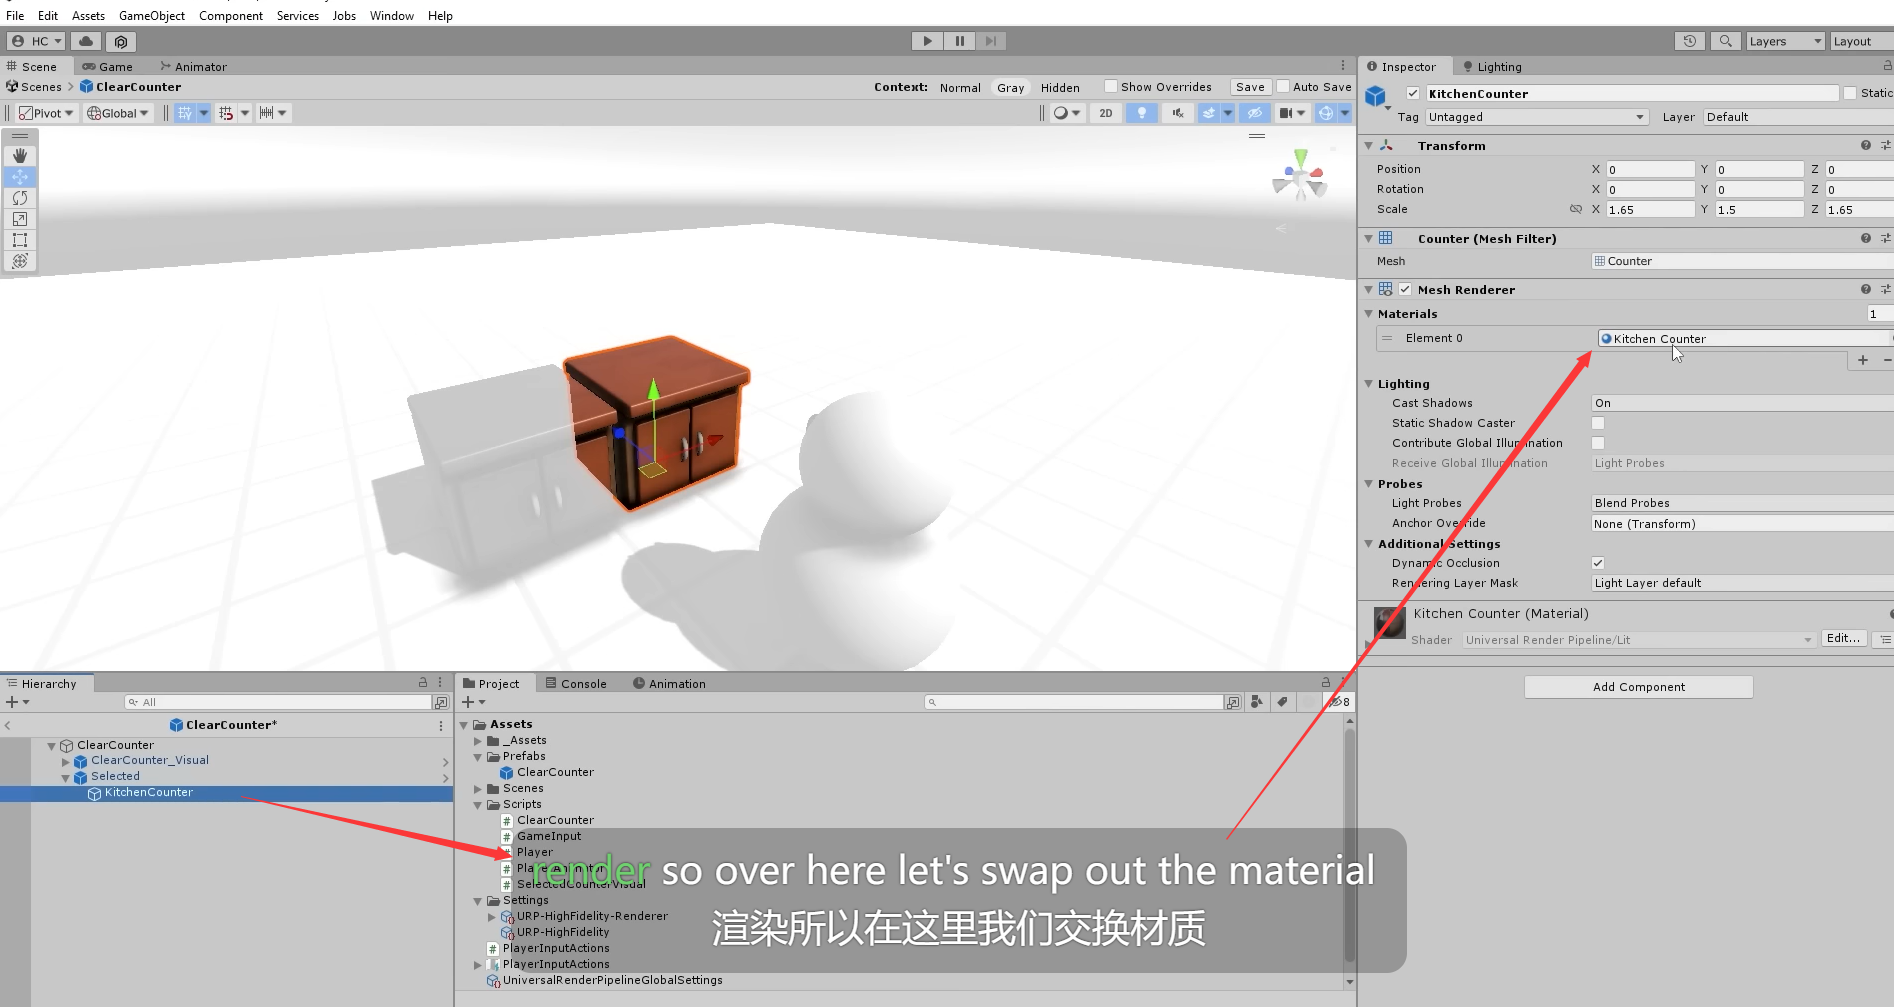 File Edit Assets GameObject Component Services Jobs Window Help
HC
Layers Layout
Scene Game Animator
Scenes ClearCounter
Context: Normal Gray Hidden Show Overrides Save Auto Save
Pivot Global 2D
Hierarchy
All
ClearCounter*
ClearCounter
ClearCounter_Visual
Selected
KitchenCounter
Project Console Animation
8
Assets
_Assets
Prefabs
ClearCounter
Scenes
Scripts
ClearCounter
GameInput
Player
PlayerAnimator
SelectedCounterVisual
Settings
URP-HighFidelity-Renderer
URP-HighFidelity
PlayerInputActions
PlayerInputActions
UniversalRenderPipelineGlobalSettings
render so over here let's swap out the material
渲染所以在这里我们交换材质
Inspector Lighting
KitchenCounter Static
Tag Untagged Layer Default
Transform
Position X 0 Y 0 Z 0
Rotation X 0 Y 0 Z 0
Scale X 1.65 Y 1.5 Z 1.65
Counter (Mesh Filter)
Mesh Counter
Mesh Renderer
Materials 1
Element 0 Kitchen Counter
Lighting
Cast Shadows On
Static Shadow Caster
Contribute Global Illumination
Receive Global Illumination Light Probes
Probes
Light Probes Blend Probes
Anchor Override None (Transform)
Additional Settings
Dynamic Occlusion
Rendering Layer Mask Light Layer default
Kitchen Counter (Material)
Shader Universal Render Pipeline/Lit Edit...
Add Component